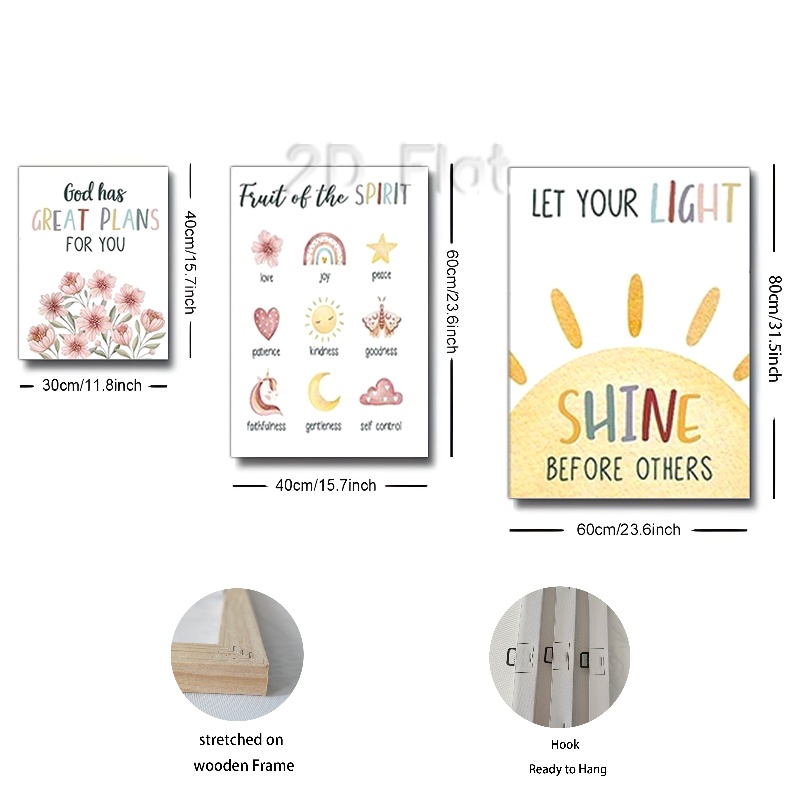 2D Flat
God has
GREAT PLANS
FOR YOU
40cm/15.7inch
30cm/11.8inch
Fruit of the SPIRIT
love
joy
peace
patience
kindness
goodness
faithfulness
gentleness
self control
60cm/23.6inch
40cm/15.7inch
LET YOUR LIGHT
SHINE
BEFORE OTHERS
80cm/31.5inch
60cm/23.6inch
stretched on
wooden Frame
Hook
Ready to Hang